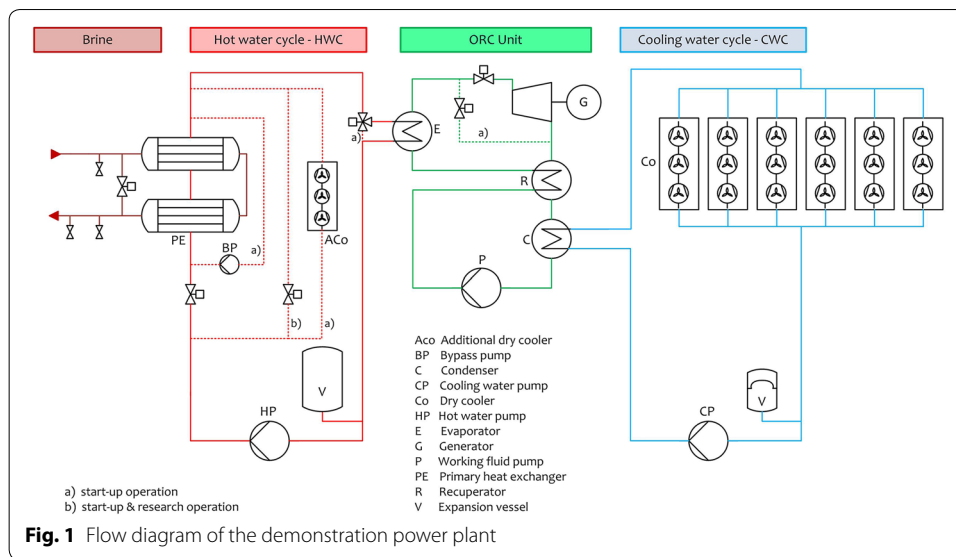 Brine
Hot water cycle - HWC
ORC Unit
Cooling water cycle - CWC
a)
E
a)
G
R
C
P
Co
PE
BP
a)
ACo
b)
a)
V
HP
V
CP
Aco Additional dry cooler
BP Bypass pump
C Condenser
CP Cooling water pump
Co Dry cooler
HP Hot water pump
E Evaporator
G Generator
P Working fluid pump
PE Primary heat exchanger
R Recuperator
V Expansion vessel
a) start-up operation
b) start-up & research operation
Fig. 1 Flow diagram of the demonstration power plant